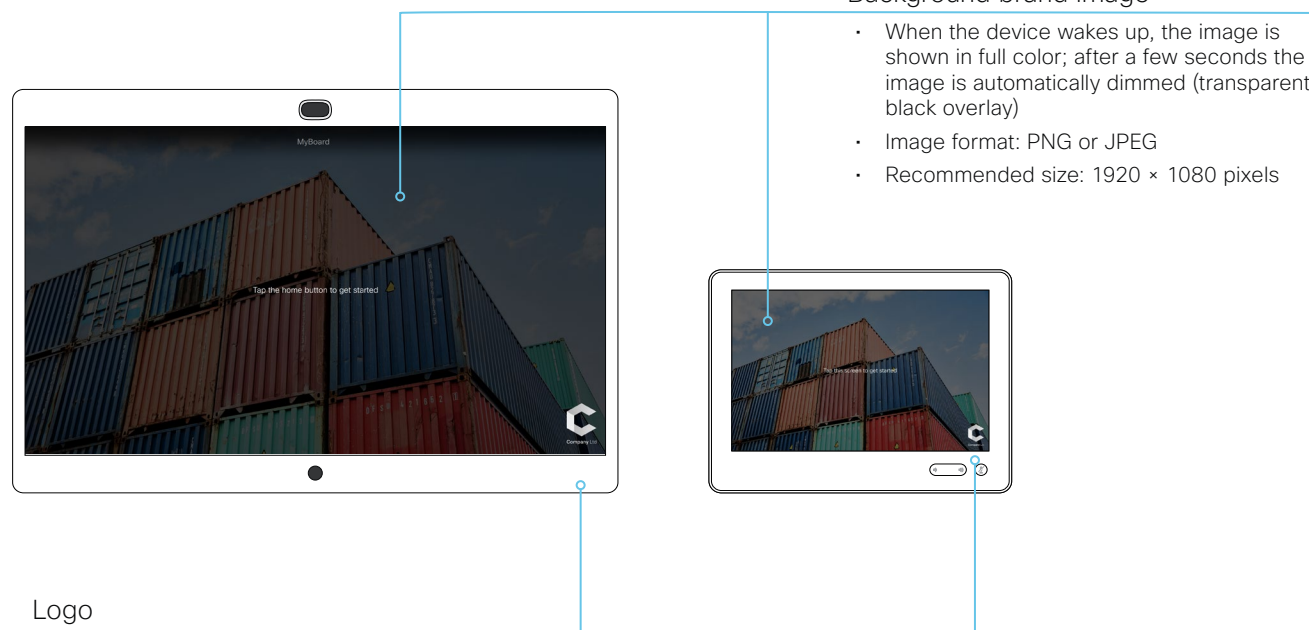 Background brand image
• When the device wakes up, the image is
shown in full color; after a few seconds the
image is automatically dimmed (transparent
black overlay)
• Image format: PNG or JPEG
• Recommended size: 1920 × 1080 pixels
MyBoard
Tap the home button to get started
Company Ltd
Tap the screen to get started
Logo